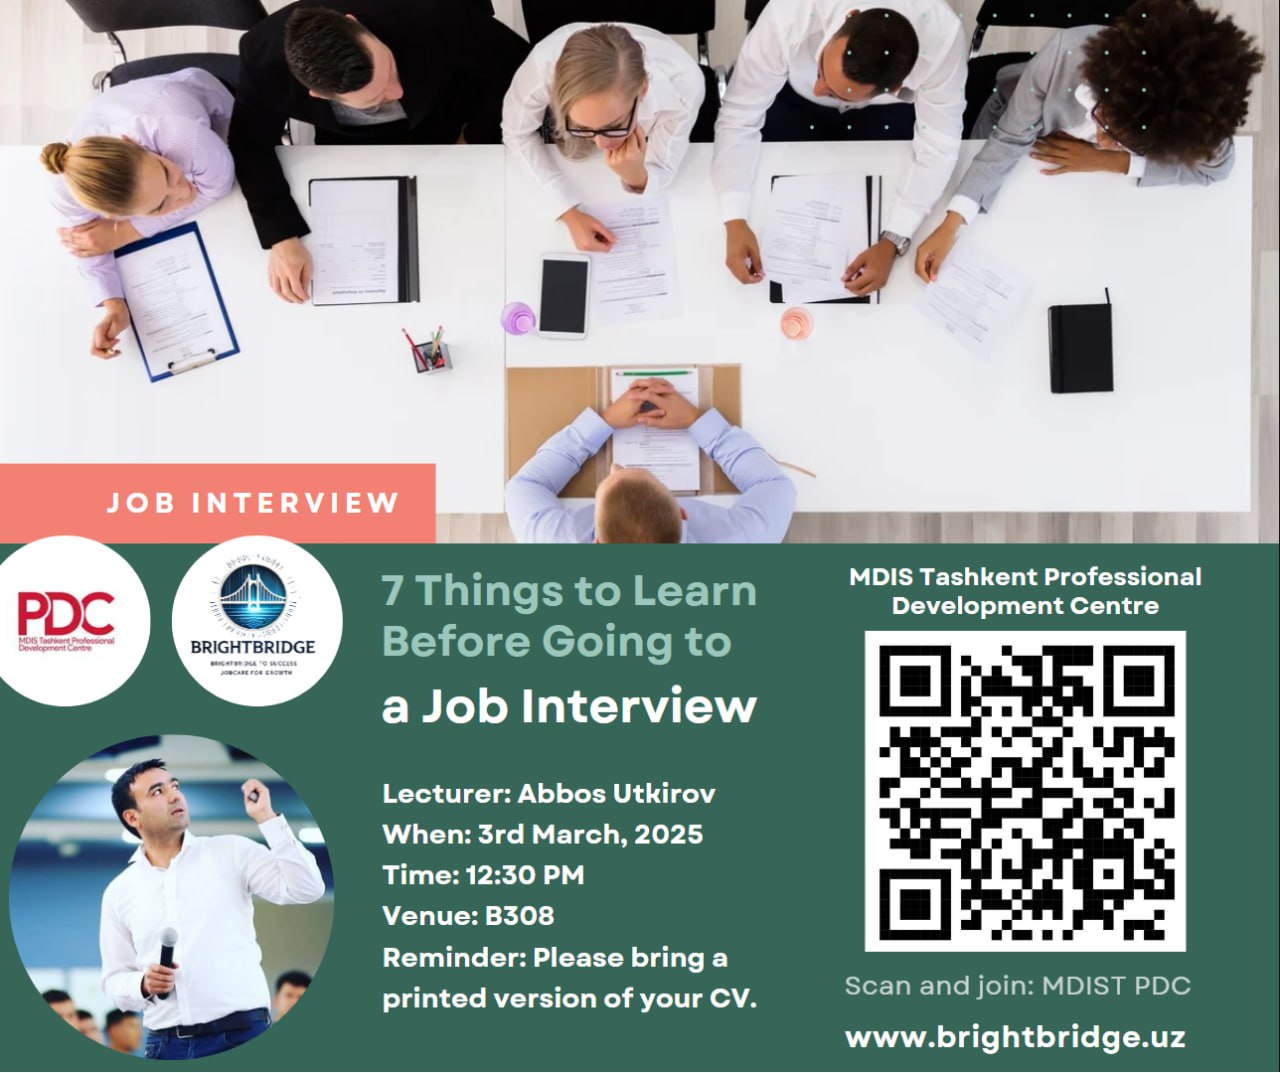 JOB INTERVIEW
PDC
MDIS Tashkent Professional
Development Centre
BRIGHTBRIDGE
BRIGHTBRIDGE TO SUCCESS
JOBCARE FOR GROWTH
7 Things to Learn
Before Going to
a Job Interview
Lecturer: Abbos Utkirov
When: 3rd March, 2025
Time: 12:30 PM
Venue: B308
Reminder: Please bring a
printed version of your CV.
MDIS Tashkent Professional
Development Centre
Scan and join: MDIST PDC
www.brightbridge.uz